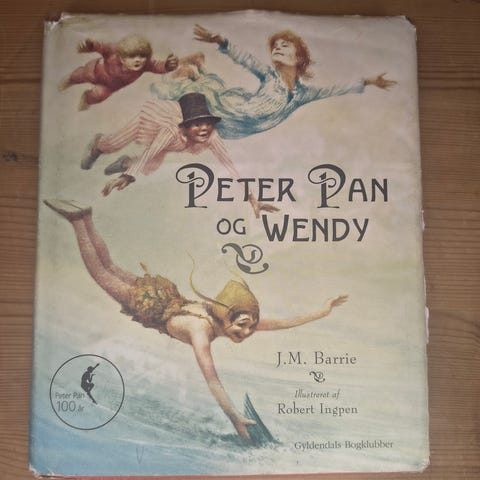 PETER PAN
OG WENDY
J.M. Barrie
Illustreret af
Robert Ingpen
Peter Pan
100 år
Gyldendals Bogklubber